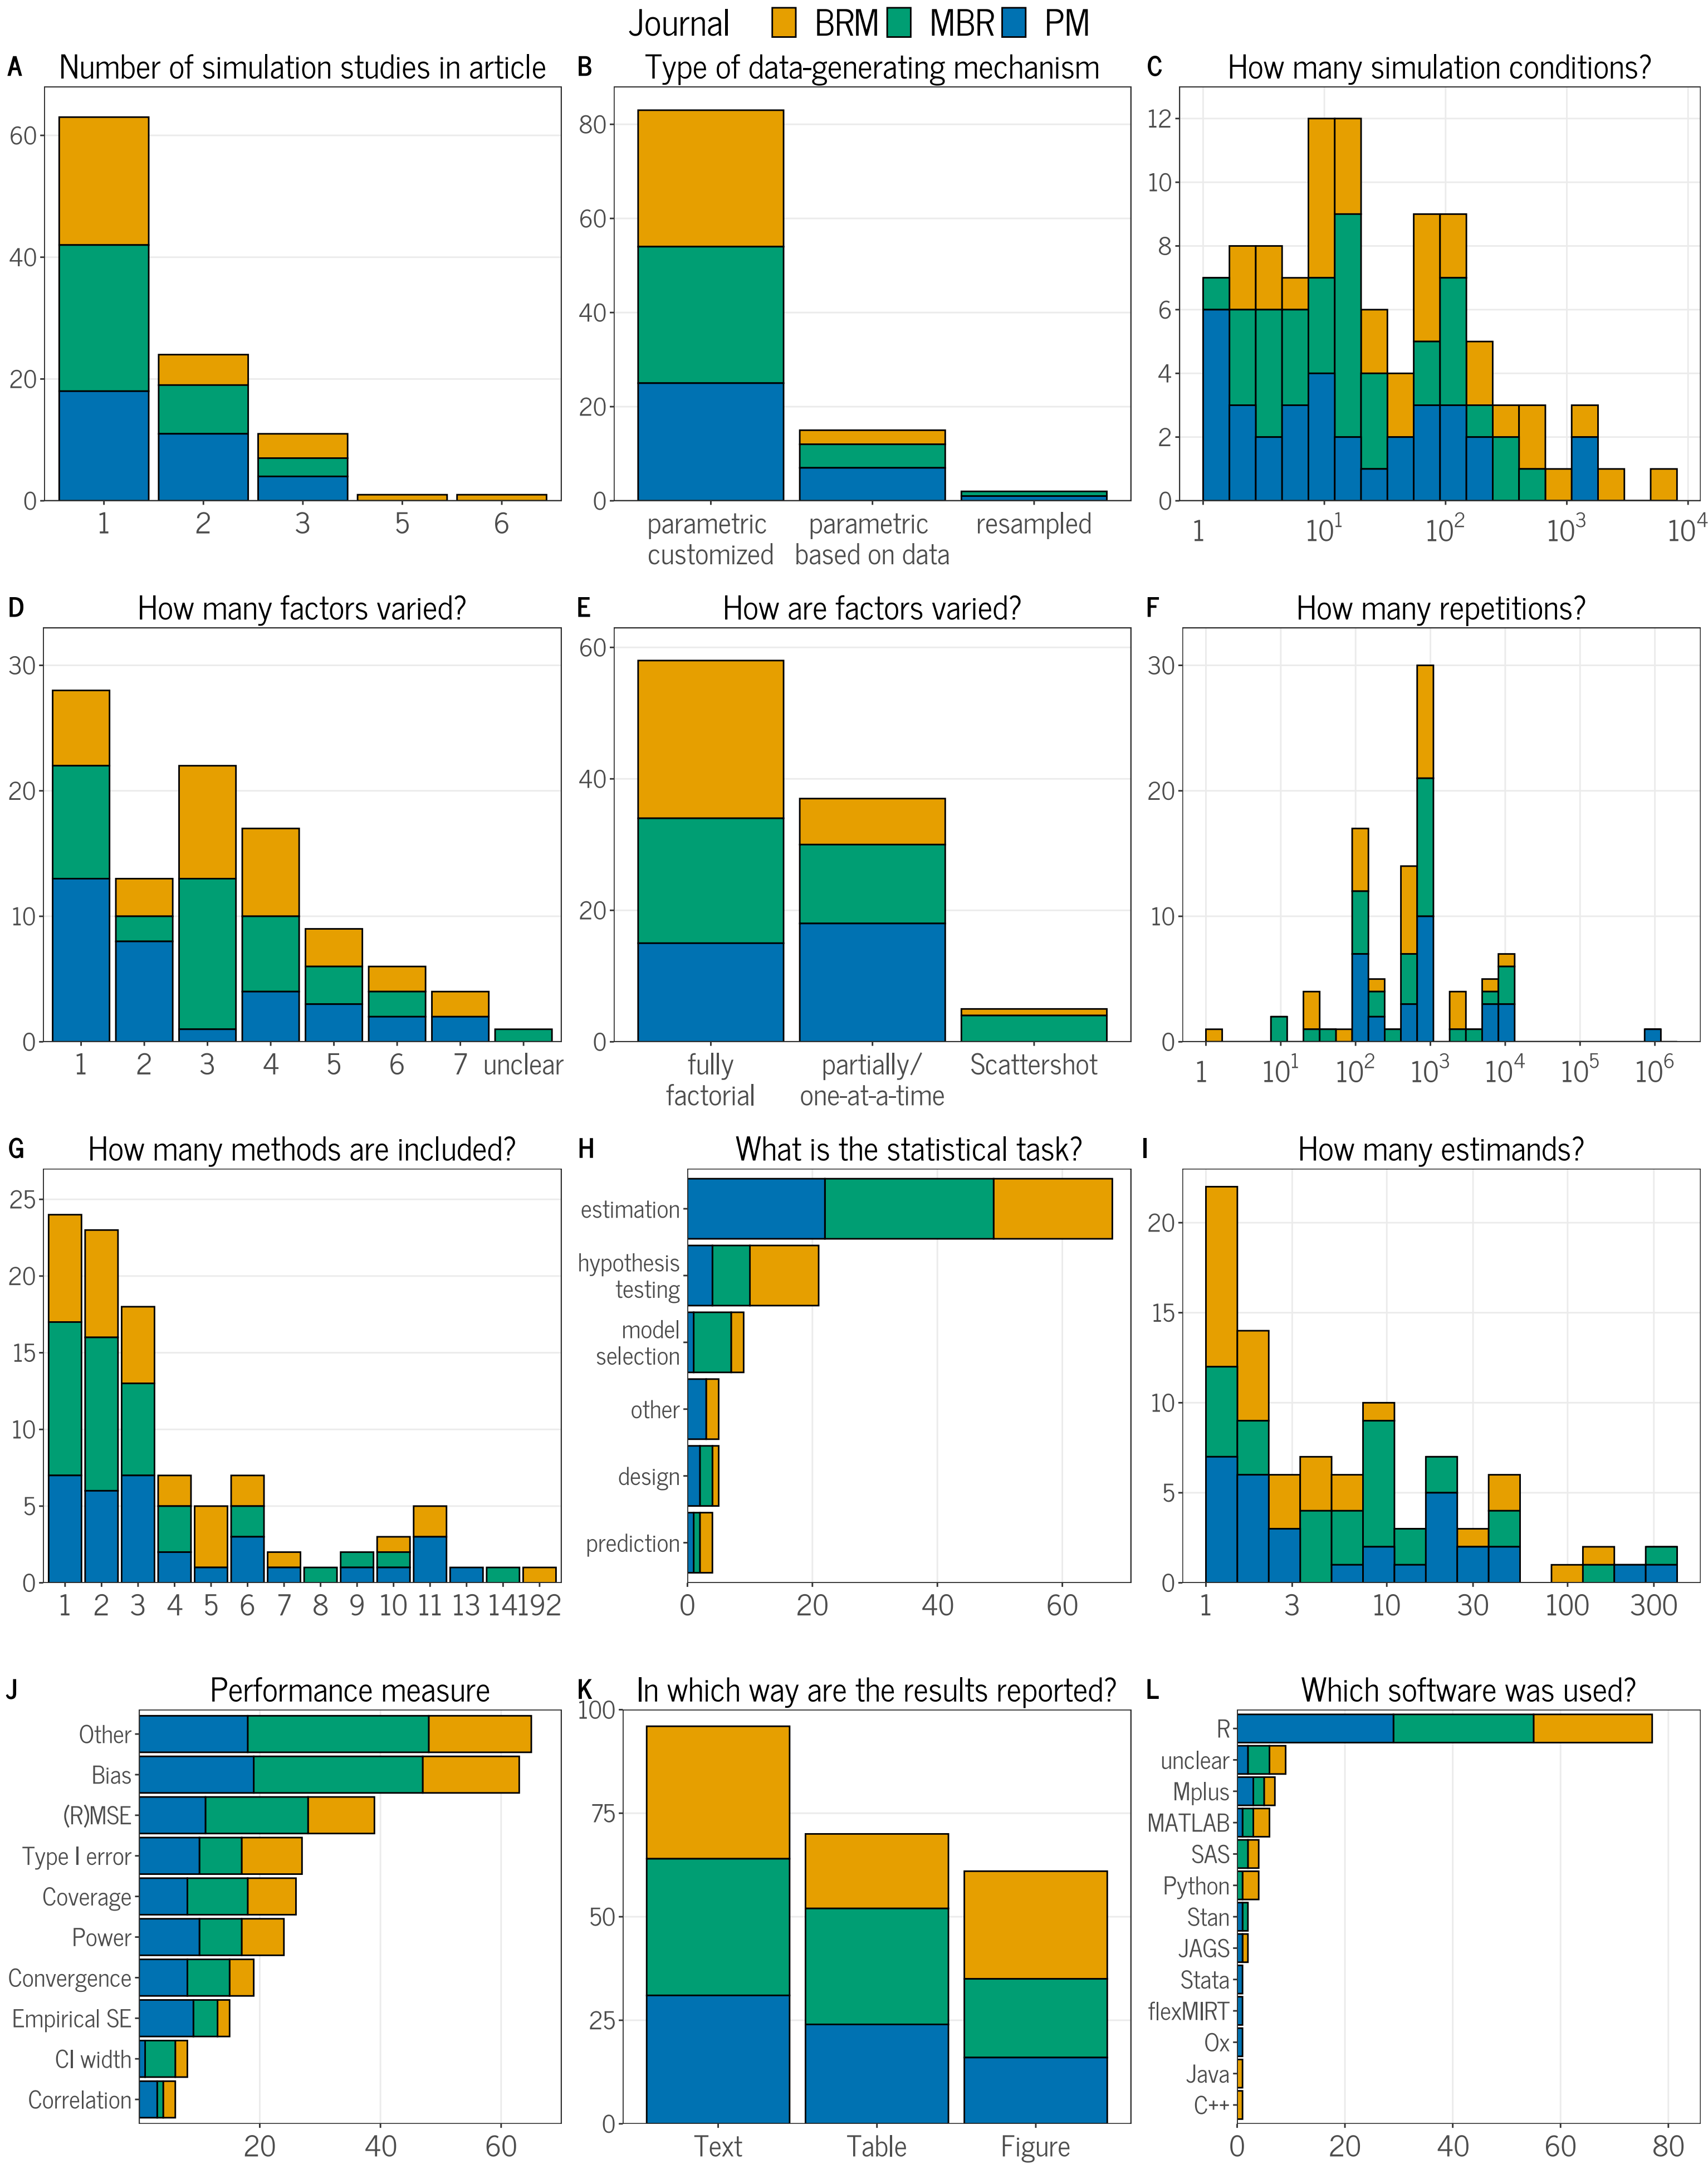 Journal BRM MBR PM
A Number of simulation studies in article
60
40
20
0
1 2 3 5 6
B Type of data-generating mechanism
80
60
40
20
0
parametric customized
parametric based on data
resampled
C How many simulation conditions?
12
10
8
6
4
2
0
1 10¹ 10² 10³ 10⁴
D How many factors varied?
30
20
10
0
1 2 3 4 5 6 7 unclear
E How are factors varied?
60
40
20
0
fully factorial
partially/ one-at-a-time
Scattershot
F How many repetitions?
30
20
10
0
1 10¹ 10² 10³ 10⁴ 10⁵ 10⁶
G How many methods are included?
25
20
15
10
5
0
1 2 3 4 5 6 7 8 9 10 11 13 14 192
H What is the statistical task?
estimation
hypothesis
testing
model
selection
other
design
prediction
0 20 40 60
I How many estimands?
20
15
10
5
0
1 3 10 30 100 300
J Performance measure
Other
Bias
(R)MSE
Type I error
Coverage
Power
Convergence
Empirical SE
CI width
Correlation
20 40 60
K In which way are the results reported?
100
75
50
25
0
Text Table Figure
L Which software was used?
R
unclear
Mplus
MATLAB
SAS
Python
Stan
JAGS
Stata
flexMIRT
Ox
Java
C++
0 20 40 60 80